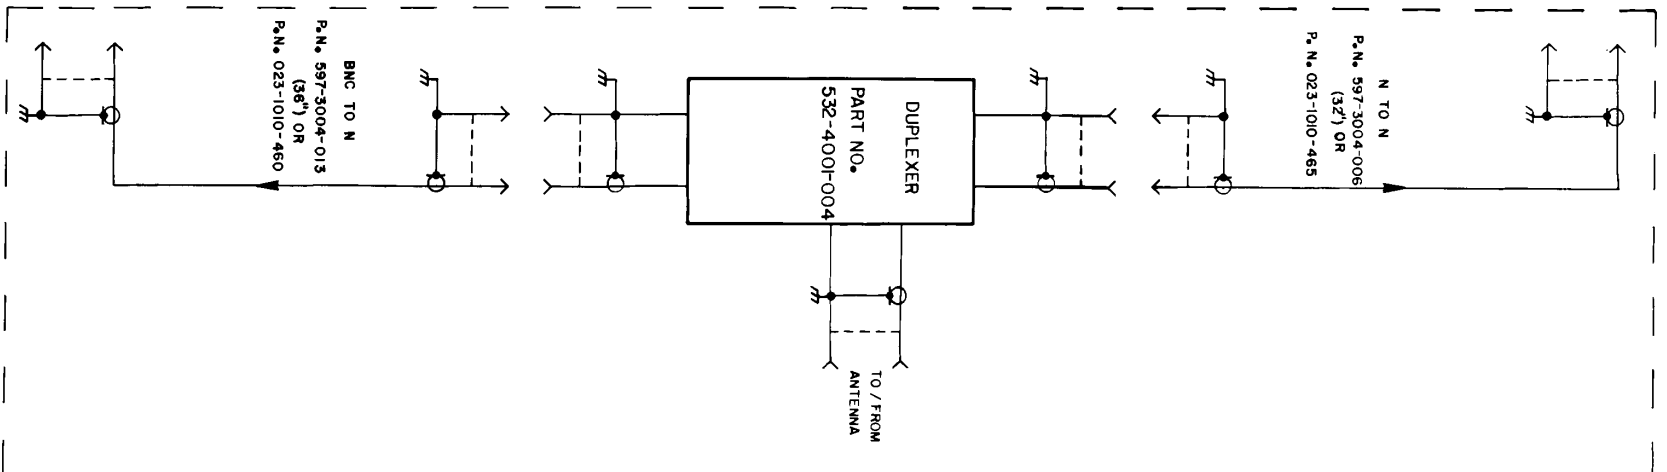 BNC TO N
P.N. 597-3004-013
(36") OR
P.N. 023-1010-460
DUPLEXER
PART NO.
532-4001-004
N TO N
P.N. 597-3004-006
(32") OR
P.N. 023-1010-465
TO / FROM
ANTENNA